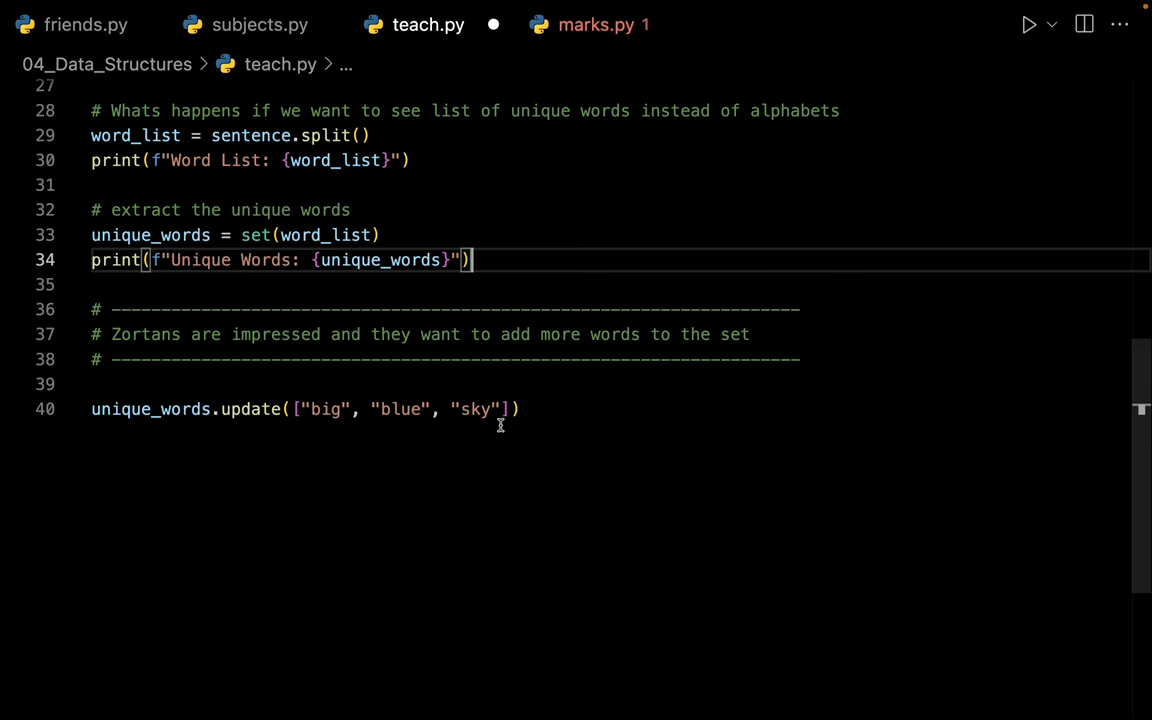 friends.py subjects.py teach.py marks.py 1
04_Data_Structures > teach.py > ...
27
28 # Whats happens if we want to see list of unique words instead of alphabets
29 word_list = sentence.split()
30 print(f"Word List: {word_list}")
31
32 # extract the unique words
33 unique_words = set(word_list)
34 print(f"Unique Words: {unique_words}")
35
36 # ---------------------------------------------------------------------
37 # Zortans are impressed and they want to add more words to the set
38 # ---------------------------------------------------------------------
39
40 unique_words.update(["big", "blue", "sky"])